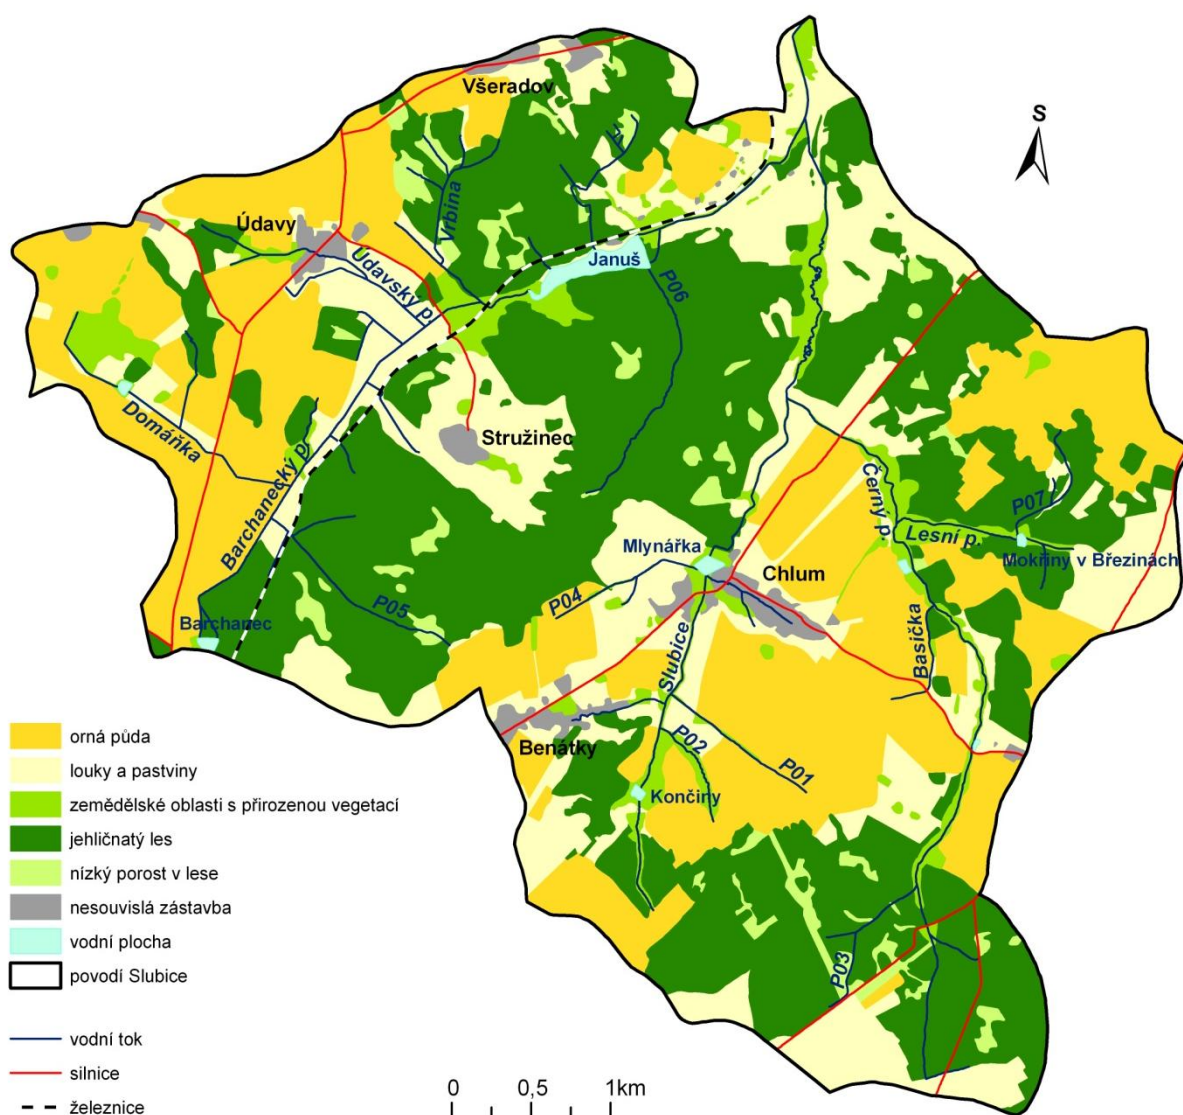 Všeradov
S
Údavy
Vrbina
Údavsky p.
Januš
P06
Domáňka
Stružinec
Barchanecký p.
Černý p.
P07
Lesní p.
Mokřiny v Březinách
Mlynářka
Chlum
P04
P05
Barchanec
Slubice
Basička
Benátky
P02
P01
Končiny
P03
orná půda
louky a pastviny
zemědělské oblasti s přirozenou vegetací
jehličnatý les
nízký porost v lese
nesouvislá zástavba
vodní plocha
povodí Slubice
vodní tok
silnice
železnice
0 0,5 1km